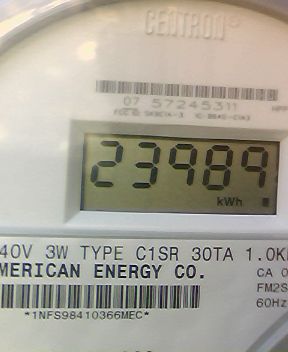 CENTRON®
07 57245311
23989
kWh
40V 3W TYPE C1SR 30TA 1.0K
MERICAN ENERGY CO.
CA 0
FM2S
60Hz
*1NFS98410366MEC*